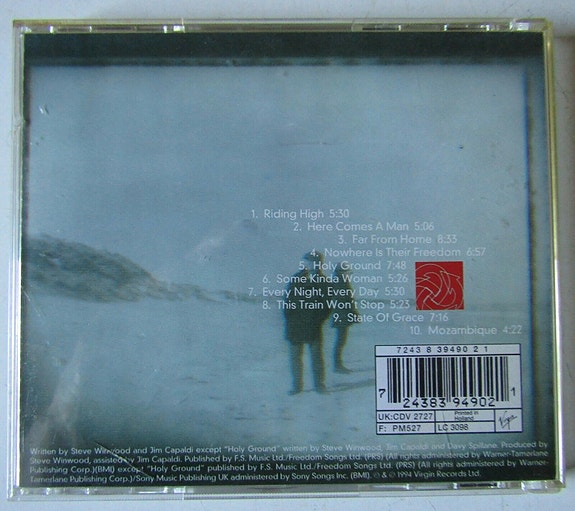 1. Riding High 5:30
2. Here Comes A Man 5:06
3. Far From Home 8:33
4. Nowhere Is Their Freedom 6:57
5. Holy Ground 7:48
6. Some Kinda Woman 5:26
7. Every Night, Every Day 5:30
8. This Train Won't Stop 5:23
9. State Of Grace 7:16
10. Mozambique 4:22
7243 8 39490 2 1
7 24383 94902 1
UK:CDV 2727
Printed in Holland
F: PM527
LC 3098
Virgin
Written by Steve Winwood and Jim Capaldi except "Holy Ground" written by Steve Winwood, Jim Capaldi and Davy Spillane. Produced by
Steve Winwood, assisted by Jim Capaldi. Published by F.S. Music Ltd./Freedom Songs Ltd. (PRS) (All rights administered by Warner-Tamerlane
Publishing Corp.)(BMI) except "Holy Ground" published by F.S. Music Ltd./Freedom Songs Ltd. (PRS) (All rights administered by Warner-
Tamerlane Publishing Corp.)/Sony Music Publishing UK administered by Sony Songs Inc. (BMI). ℗ & © 1994 Virgin Records Ltd.